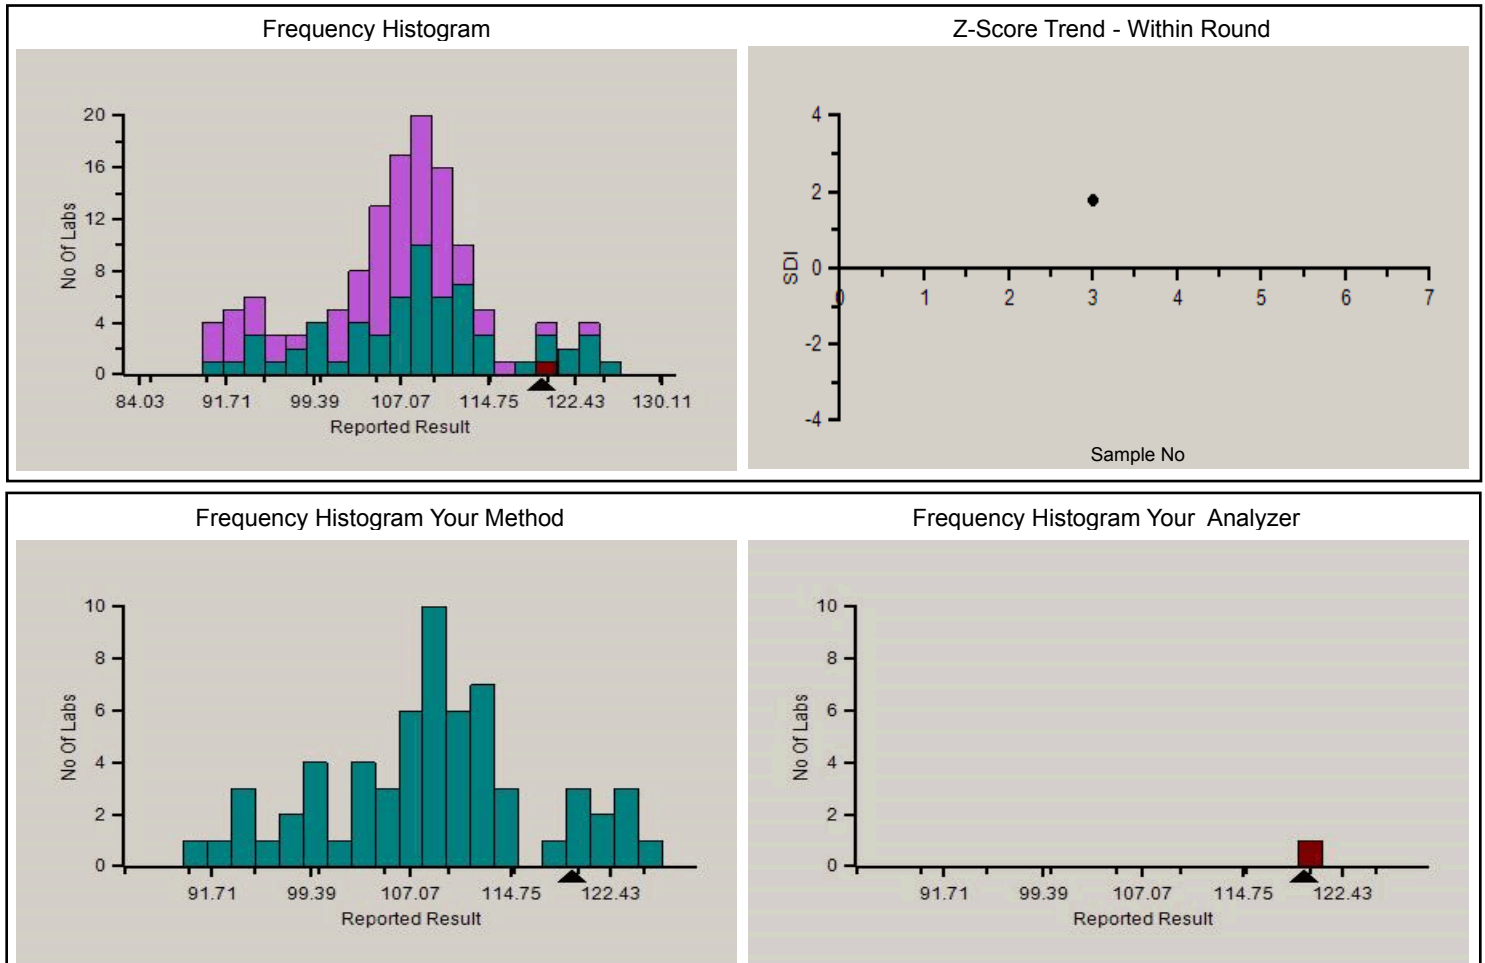 Frequency Histogram
20
16
12
8
4
0
No Of Labs
84.03 91.71 99.39 107.07 114.75 122.43 130.11
Reported Result
Z-Score Trend - Within Round
4
2
0
-2
-4
SDI
0 1 2 3 4 5 6 7
Sample No
Frequency Histogram Your Method
10
8
6
4
2
0
No Of Labs
91.71 99.39 107.07 114.75 122.43
Reported Result
Frequency Histogram Your Analyzer
10
8
6
4
2
0
No Of Labs
91.71 99.39 107.07 114.75 122.43
Reported Result